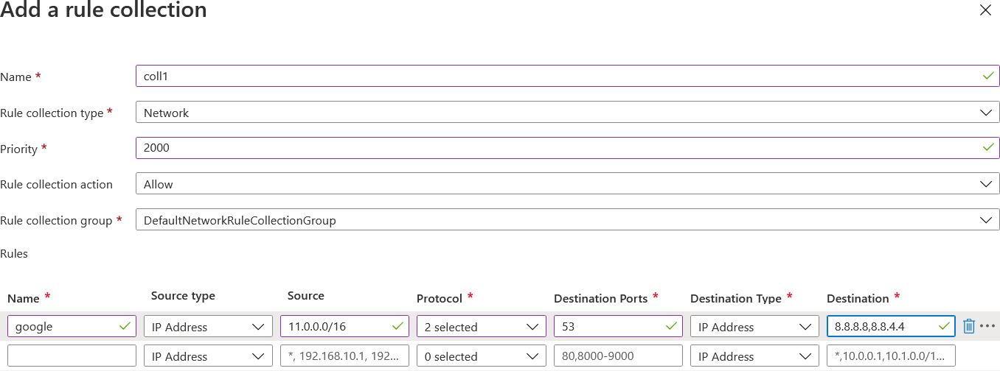 Add a rule collection
Name *
coll1
Rule collection type *
Network
Priority *
2000
Rule collection action
Allow
Rule collection group *
DefaultNetworkRuleCollectionGroup
Rules
Name * Source type Source Protocol * Destination Ports * Destination Type * Destination *
google IP Address 11.0.0.0/16 2 selected 53 IP Address 8.8.8.8,8.8.4.4
IP Address *, 192.168.10.1, 192... 0 selected 80,8000-9000 IP Address *,10.0.0.1,10.1.0.0/1...